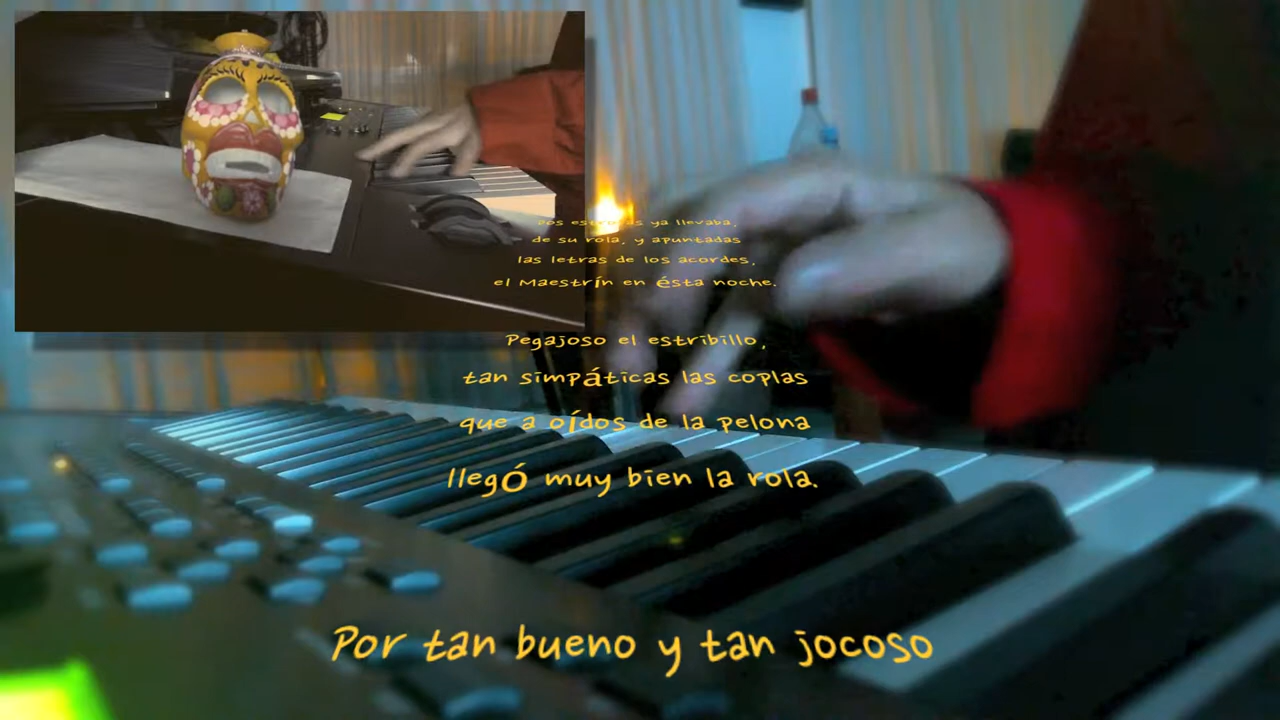 Dos estrofas ya llevaba,
de su rola, y apuntadas
las letras de los acordes,
el Maestrín en ésta noche.
Pegajoso el estribillo,
tan simpáticas las coplas
que a oídos de la pelona
llegó muy bien la rola.
Por tan bueno y tan jocoso